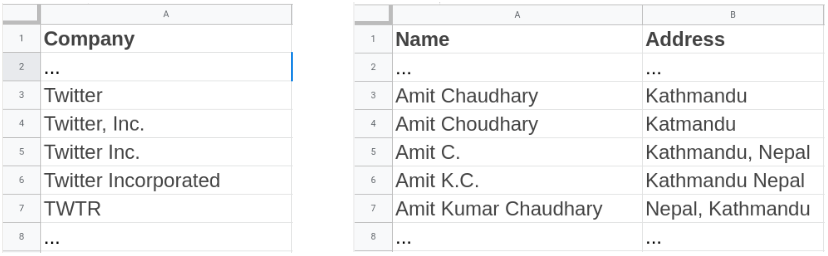 A
1 Company
2 ...
3 Twitter
4 Twitter, Inc.
5 Twitter Inc.
6 Twitter Incorporated
7 TWTR
8 ...
A B
1 Name Address
2 ... ...
3 Amit Chaudhary Kathmandu
4 Amit Choudhary Katmandu
5 Amit C. Kathmandu, Nepal
6 Amit K.C. Kathmandu Nepal
7 Amit Kumar Chaudhary Nepal, Kathmandu
8 ... ...